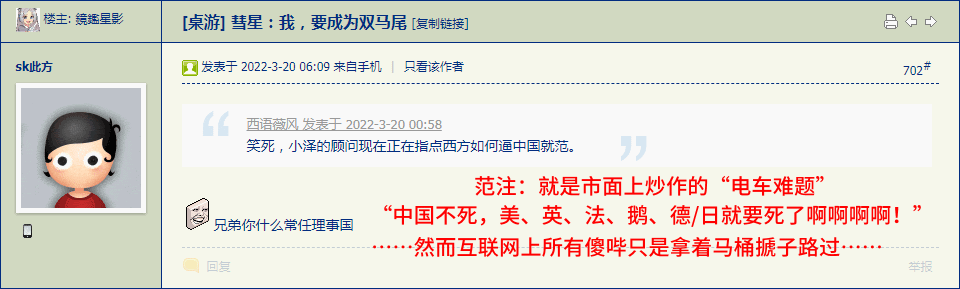 楼主: 鏡鑑星影
[桌游] 彗星：我，要成为双马尾 [复制链接]
sk此方
发表于 2022-3-20 06:09 来自手机 | 只看该作者
702#
西语薇风 发表于 2022-3-20 00:58
笑死，小泽的顾问现在正在指点西方如何逼中国就范。
范注：就是市面上炒作的“电车难题”
“中国不死，美、英、法、鹅、德/日就要死了啊啊啊啊！”
兄弟你什么常任理事国
……然而互联网上所有傻哔只是拿着马桶搋子路过……
回复
举报